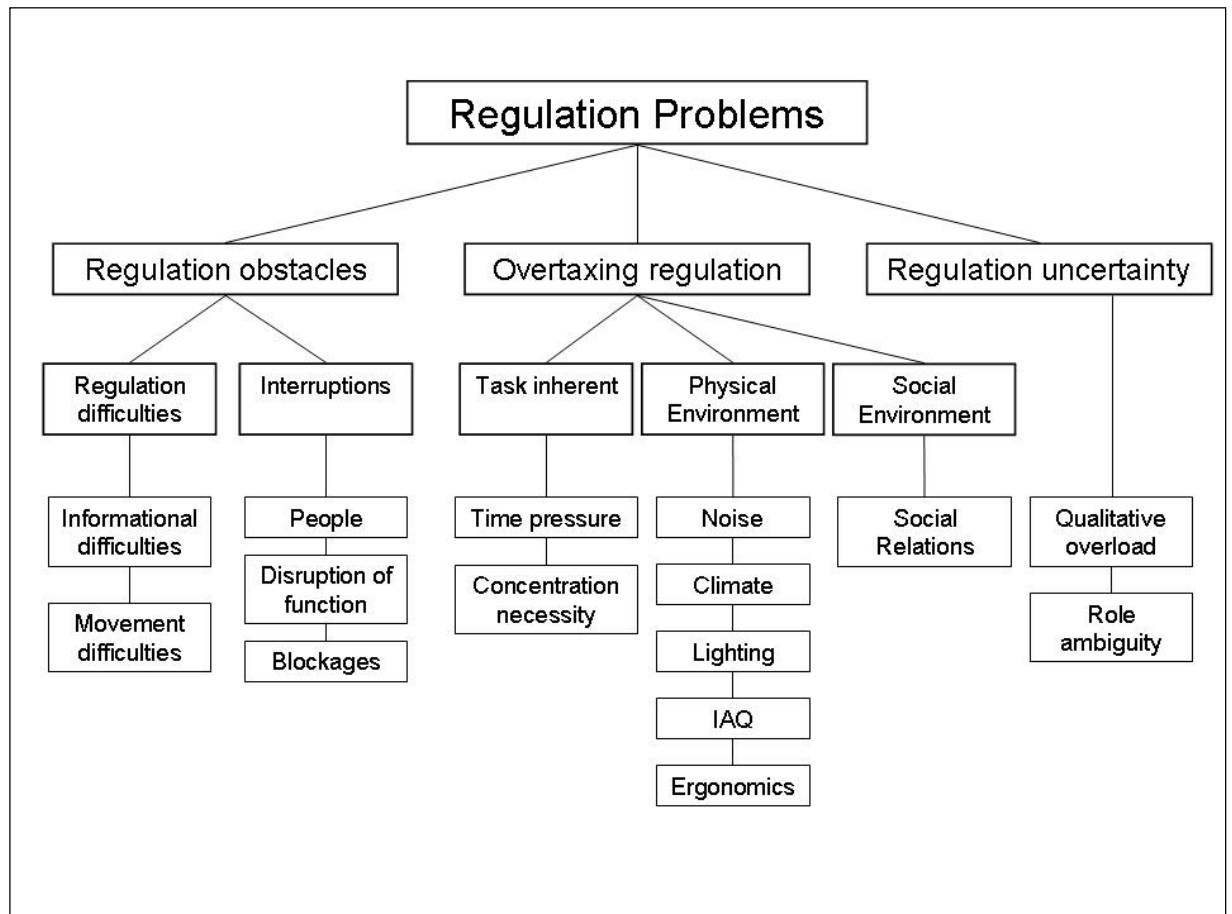 Regulation Problems
Regulation obstacles
Overtaxing regulation
Regulation uncertainty
Regulation
difficulties
Interruptions
Task inherent
Physical
Environment
Social
Environment
Informational
difficulties
Movement
difficulties
People
Disruption of
function
Blockages
Time pressure
Concentration
necessity
Noise
Climate
Lighting
IAQ
Ergonomics
Social
Relations
Qualitative
overload
Role
ambiguity